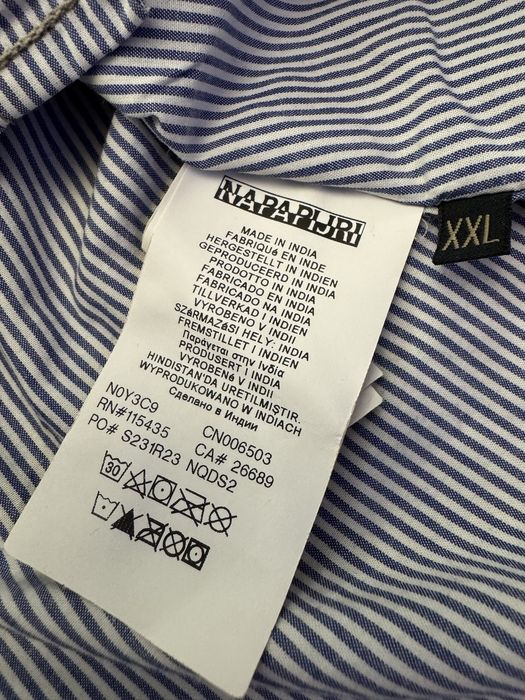 NAPAPIJRI
XXL
MADE IN INDIA
FABRIQUé EN INDE
HERGESTELLT IN INDIEN
GEPRODUCEERD IN INDIA
PRODOTTO IN INDIA
FABRICADO EN INDIA
FABRICADO NA INDIA
TILLVERKAD I INDIEN
VYROBENO V INDII
SZáRMAZáSI HELY: INDIA
FREMSTILLET I INDIEN
Παράγεται στην Ινδία
PRODUSERT I INDIA
VYROBENé V INDII
HINDISTAN'DA URETILMISTIR.
WYPRODUKOWANO W INDIACH
Сделано в Индии
N0Y3C9 CN006503
RN#115435 CA# 26689
PO# S231R23 NQDS2
30